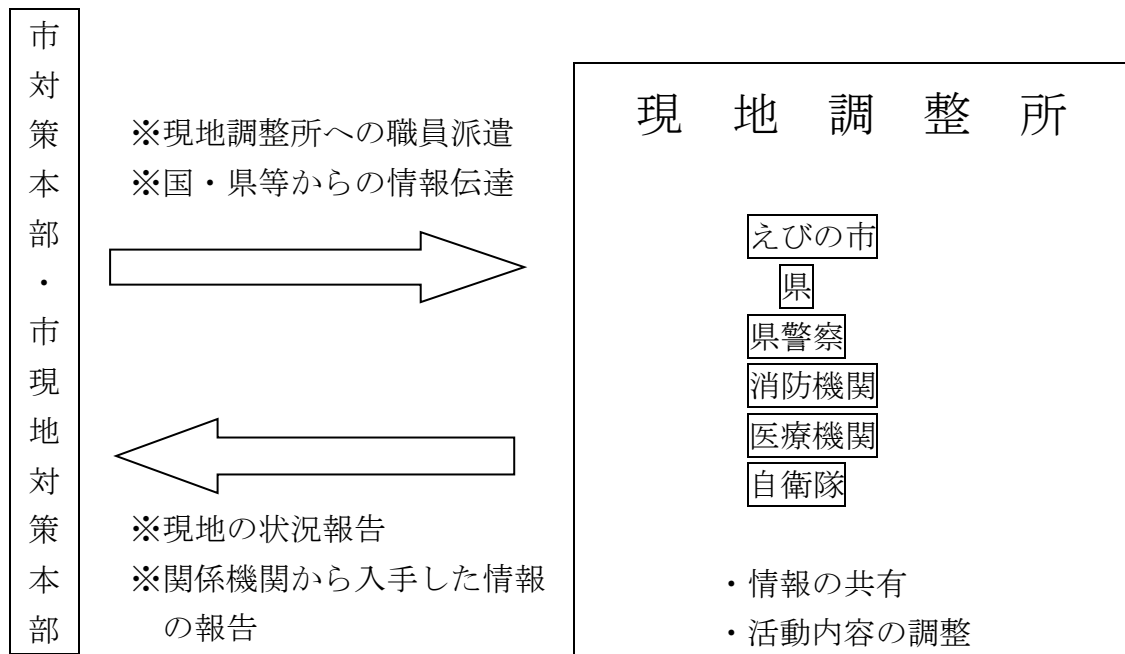 市対策本部・市現地対策本部
※現地調整所への職員派遣
※国・県等からの情報伝達
※現地の状況報告
※関係機関から入手した情報
の報告
現地調整所
えびの市
県
県警察
消防機関
医療機関
自衛隊
・情報の共有
・活動内容の調整